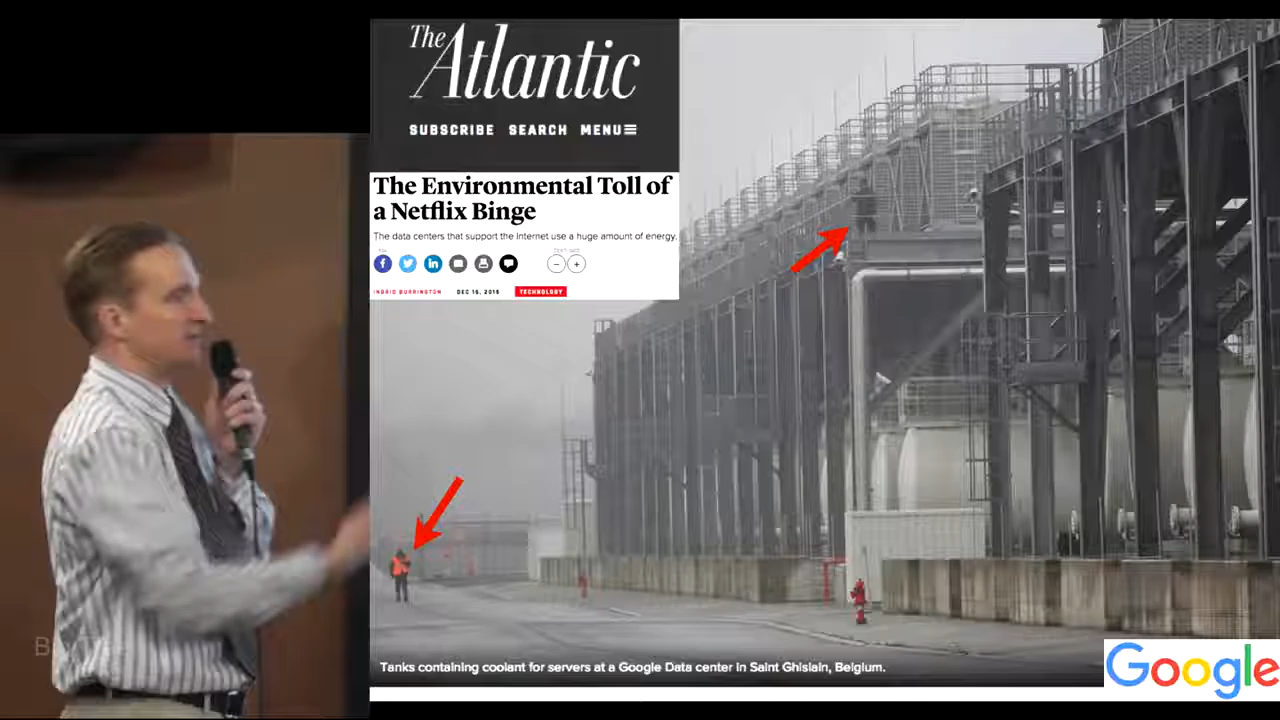 The Atlantic
SUBSCRIBE SEARCH MENU
The Environmental Toll of
a Netflix Binge
The data centers that support the Internet use a huge amount of energy.
INGRID BURRINGTON DEC 16, 2015 TECHNOLOGY
Tanks containing coolant for servers at a Google Data center in Saint Ghislain, Belgium.
Google